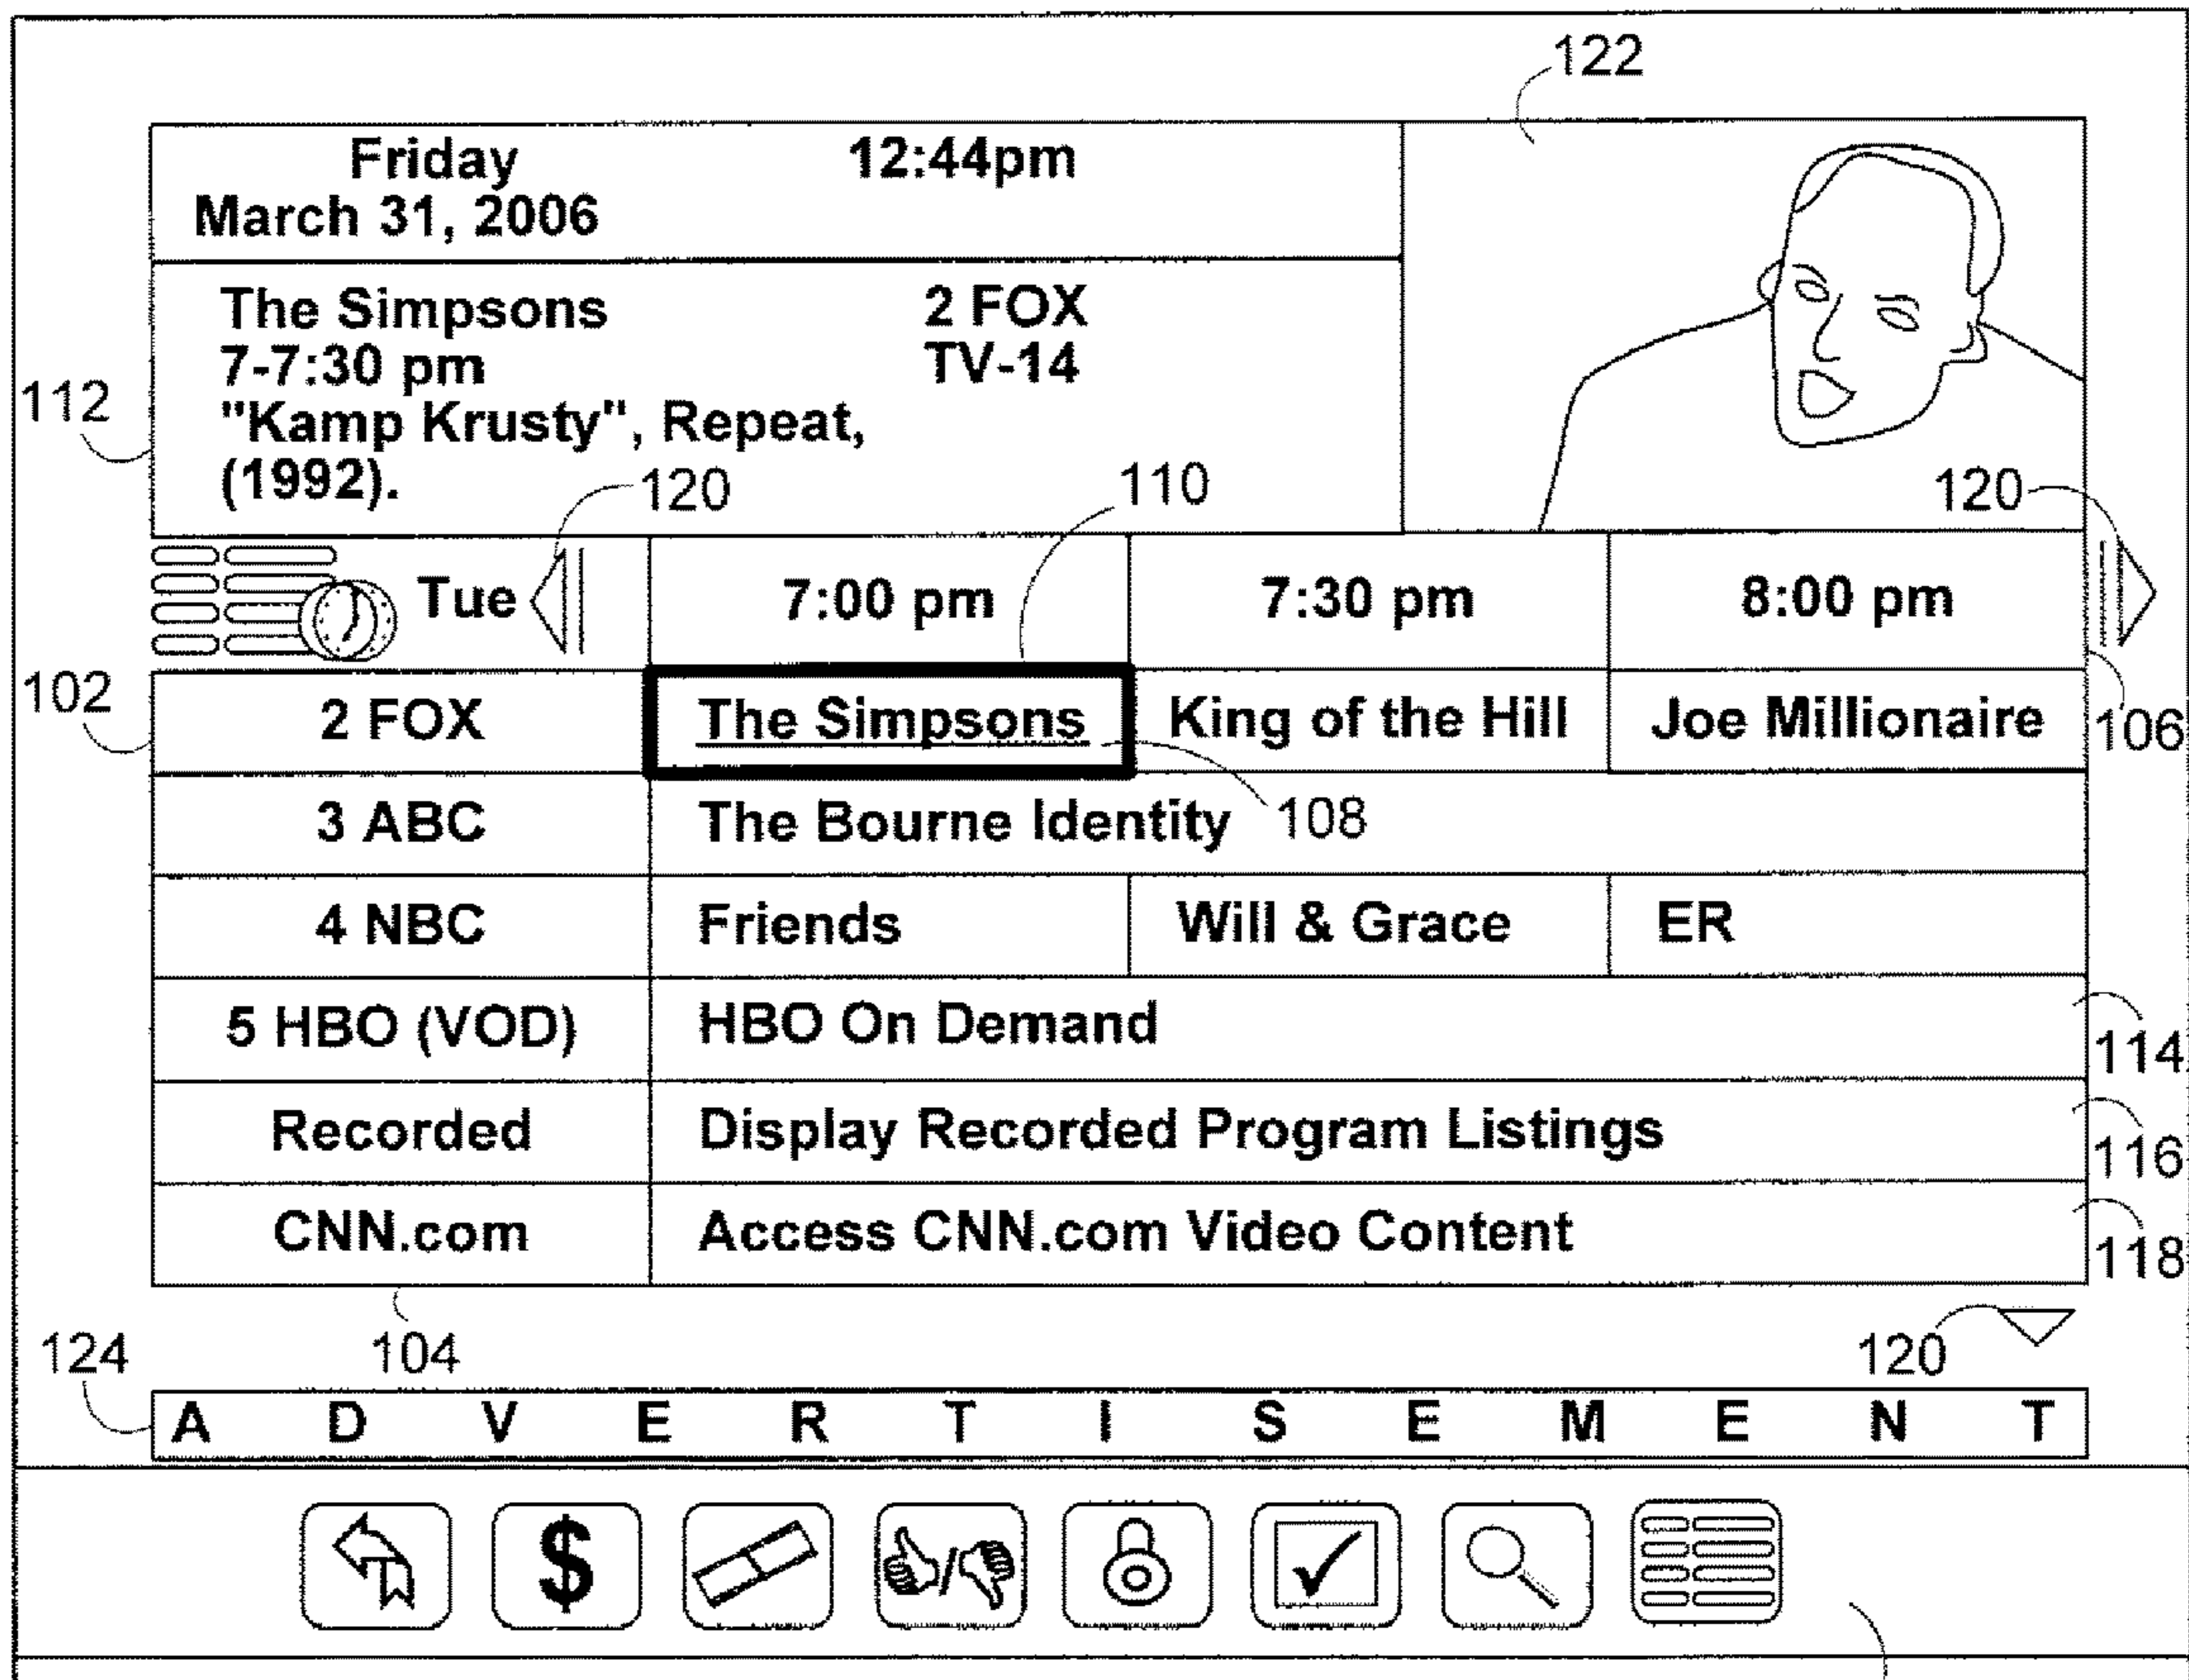 122
Friday 12:44pm
March 31, 2006
The Simpsons 2 FOX
7-7:30 pm TV-14
112
"Kamp Krusty", Repeat,
(1992).
120 110 120
Tue 7:00 pm 7:30 pm 8:00 pm
102
2 FOX The Simpsons King of the Hill Joe Millionaire
106
3 ABC The Bourne Identity 108
4 NBC Friends Will & Grace ER
5 HBO (VOD) HBO On Demand
114
Recorded Display Recorded Program Listings
116
CNN.com Access CNN.com Video Content
118
124 104 120
A D V E R T I S E M E N T
$
/